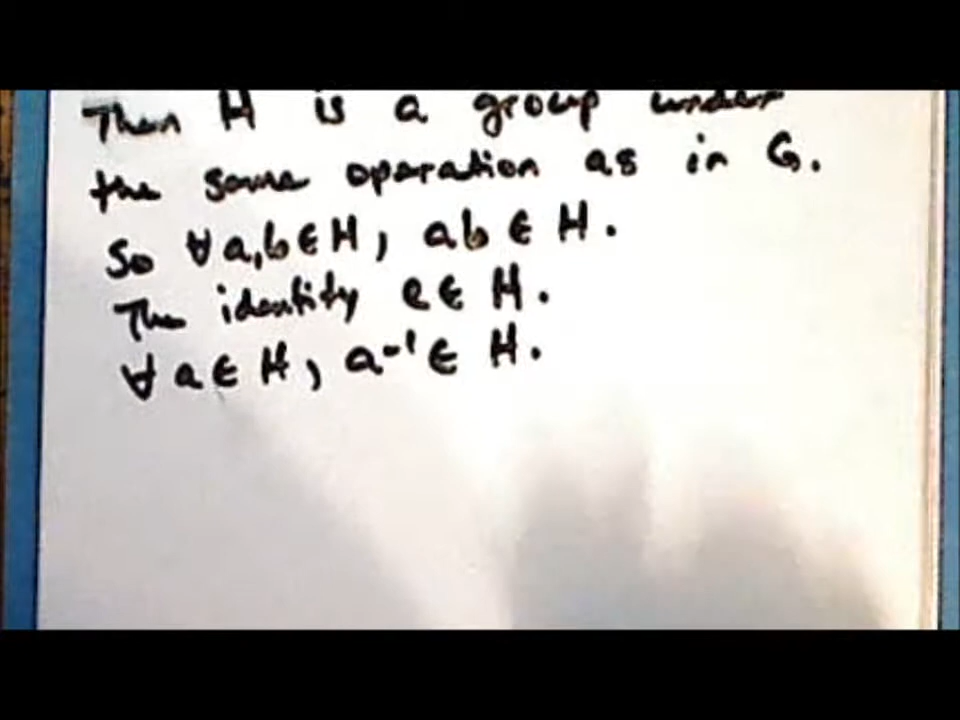 Then H is a group under
the same operation as in G.
So ∀ a,b ∈ H, ab ∈ H.
The identity e ∈ H.
∀ a ∈ H, a⁻¹ ∈ H.